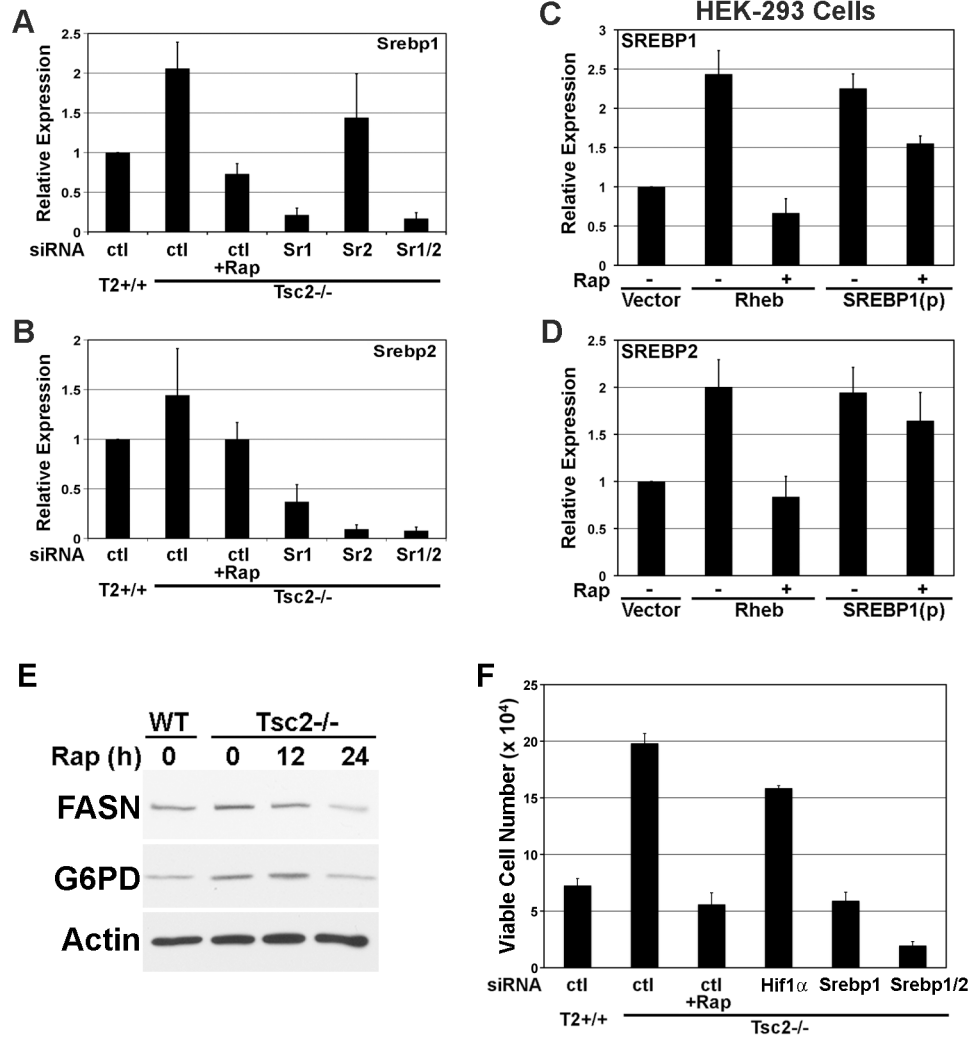 A
Srebp1
Relative Expression
2.5
2
1.5
1
0.5
0
siRNA ctl ctl ctl Sr1 Sr2 Sr1/2
+Rap
T2+/+ Tsc2-/-
B
Srebp2
Relative Expression
2
1.5
1
0.5
0
siRNA ctl ctl ctl Sr1 Sr2 Sr1/2
+Rap
T2+/+ Tsc2-/-
HEK-293 Cells
C
SREBP1
Relative Expression
3
2.5
2
1.5
1
0.5
0
Rap - - + - +
Vector Rheb SREBP1(p)
D
SREBP2
Relative Expression
2.5
2
1.5
1
0.5
0
Rap - - + - +
Vector Rheb SREBP1(p)
E
WT Tsc2-/-
Rap (h) 0 0 12 24
FASN
G6PD
Actin
F
Viable Cell Number (x 10⁴)
25
20
15
10
5
0
siRNA ctl ctl ctl Hif1α Srebp1 Srebp1/2
+Rap
T2+/+ Tsc2-/-